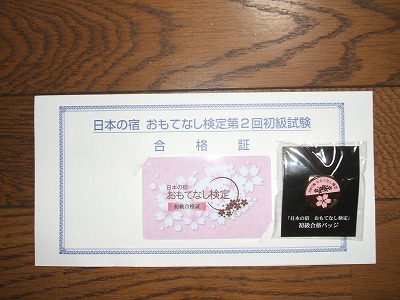 日本の宿 おもてなし検定第2回初級試験
合格証
日本の宿
おもてなし検定
初級合格証
「日本の宿 おもてなし検定」
初級合格バッジ